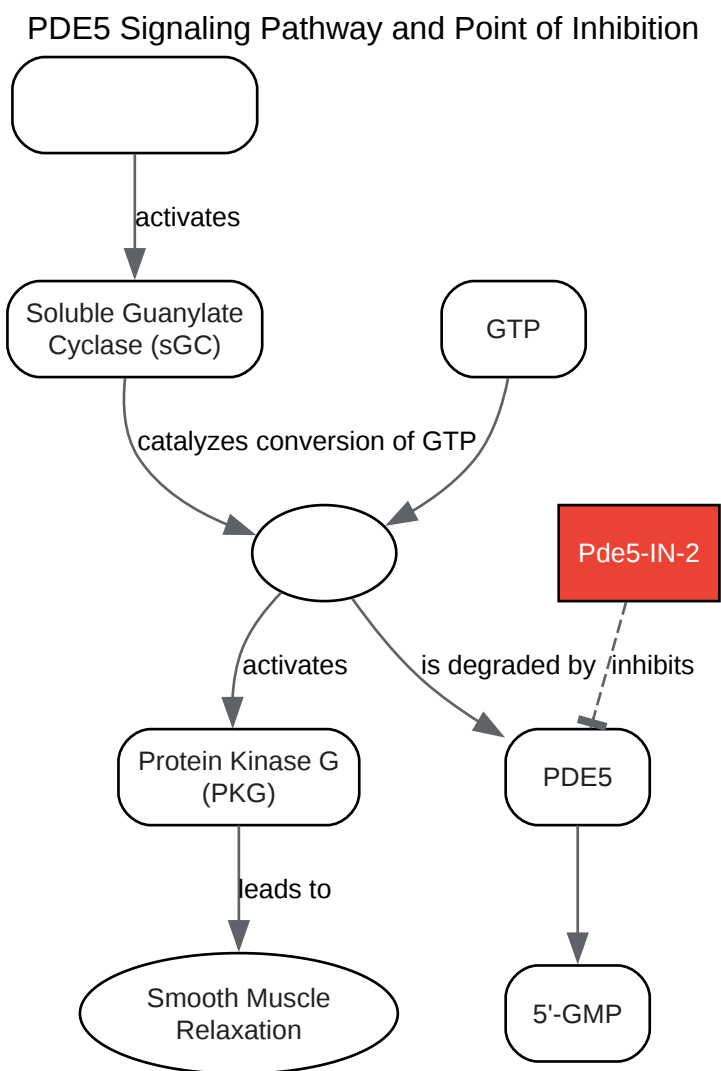 PDE5 Signaling Pathway and Point of Inhibition
activates
Soluble Guanylate
Cyclase (sGC)
GTP
catalyzes conversion of GTP
Pde5-IN-2
activates
is degraded by
inhibits
Protein Kinase G
(PKG)
PDE5
leads to
Smooth Muscle
Relaxation
5'-GMP